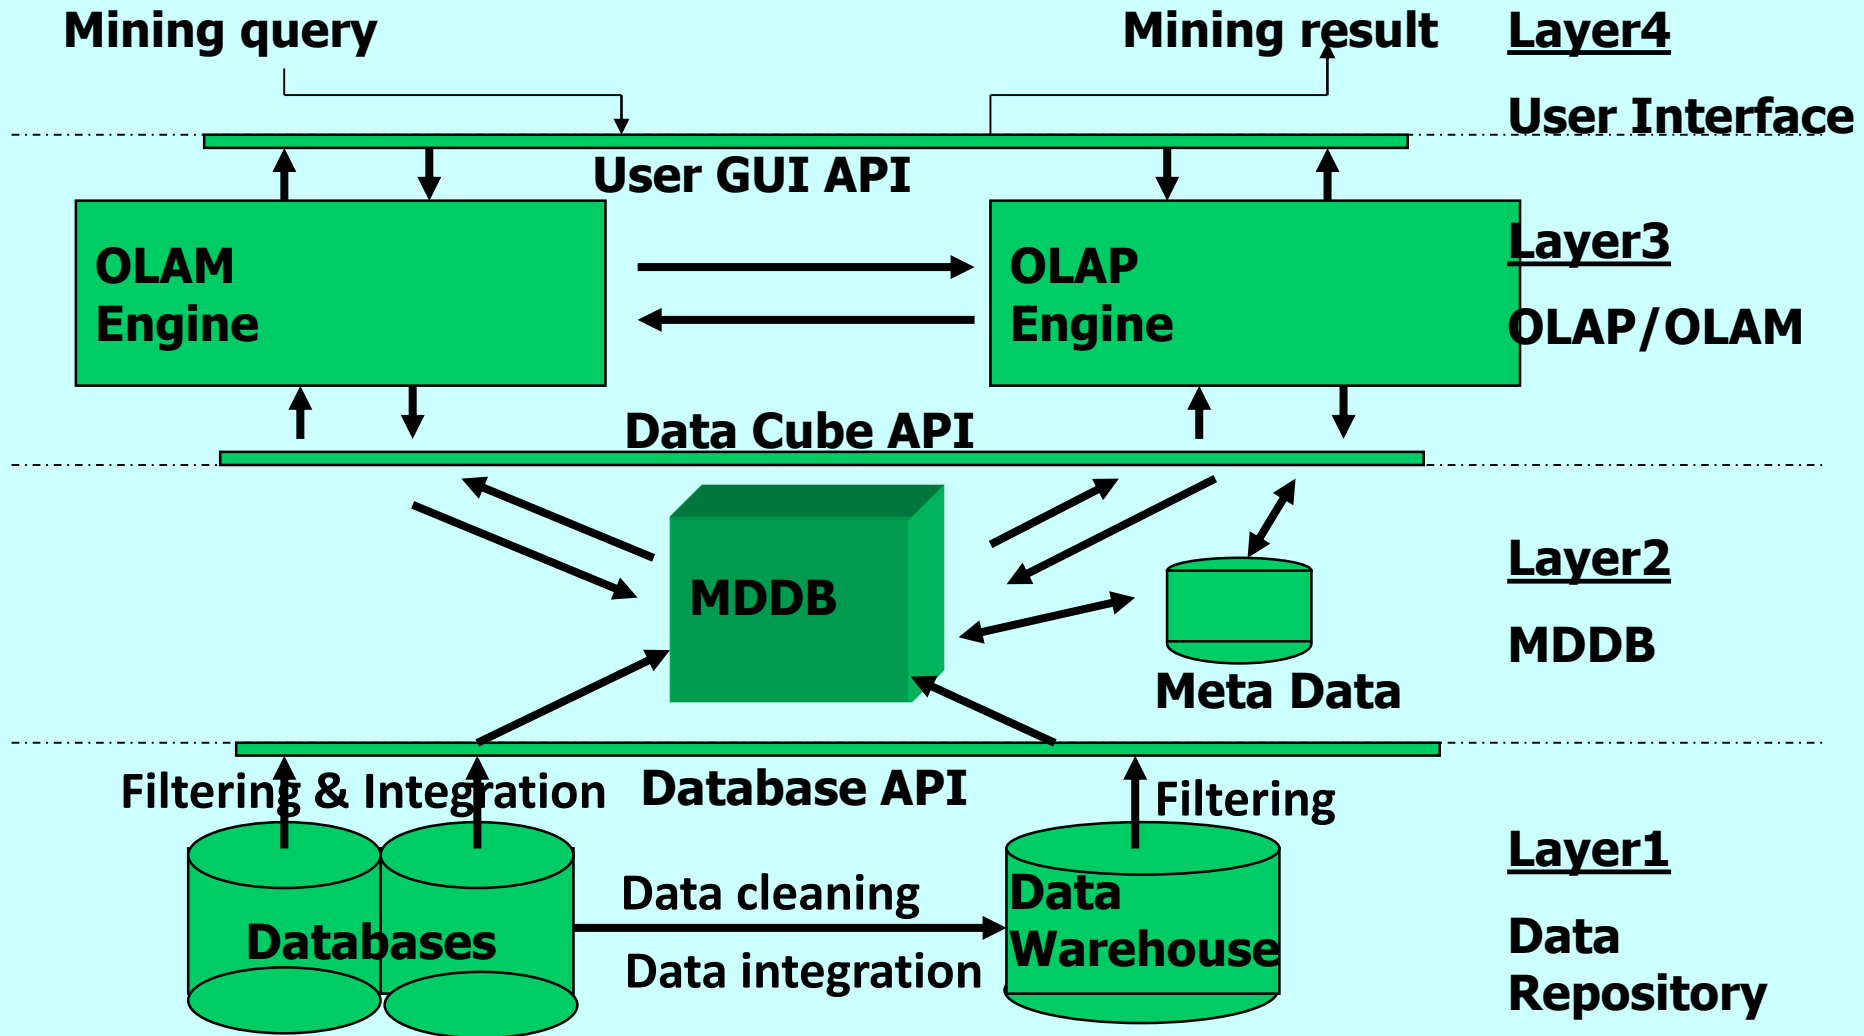 Mining query
Mining result
Layer4
User Interface
User GUI API
OLAM
Engine
OLAP
Engine
Layer3
OLAP/OLAM
Data Cube API
MDDB
Meta Data
Layer2
MDDB
Filtering & Integration
Database API
Filtering
Databases
Data cleaning
Data integration
Data
Warehouse
Layer1
Data
Repository